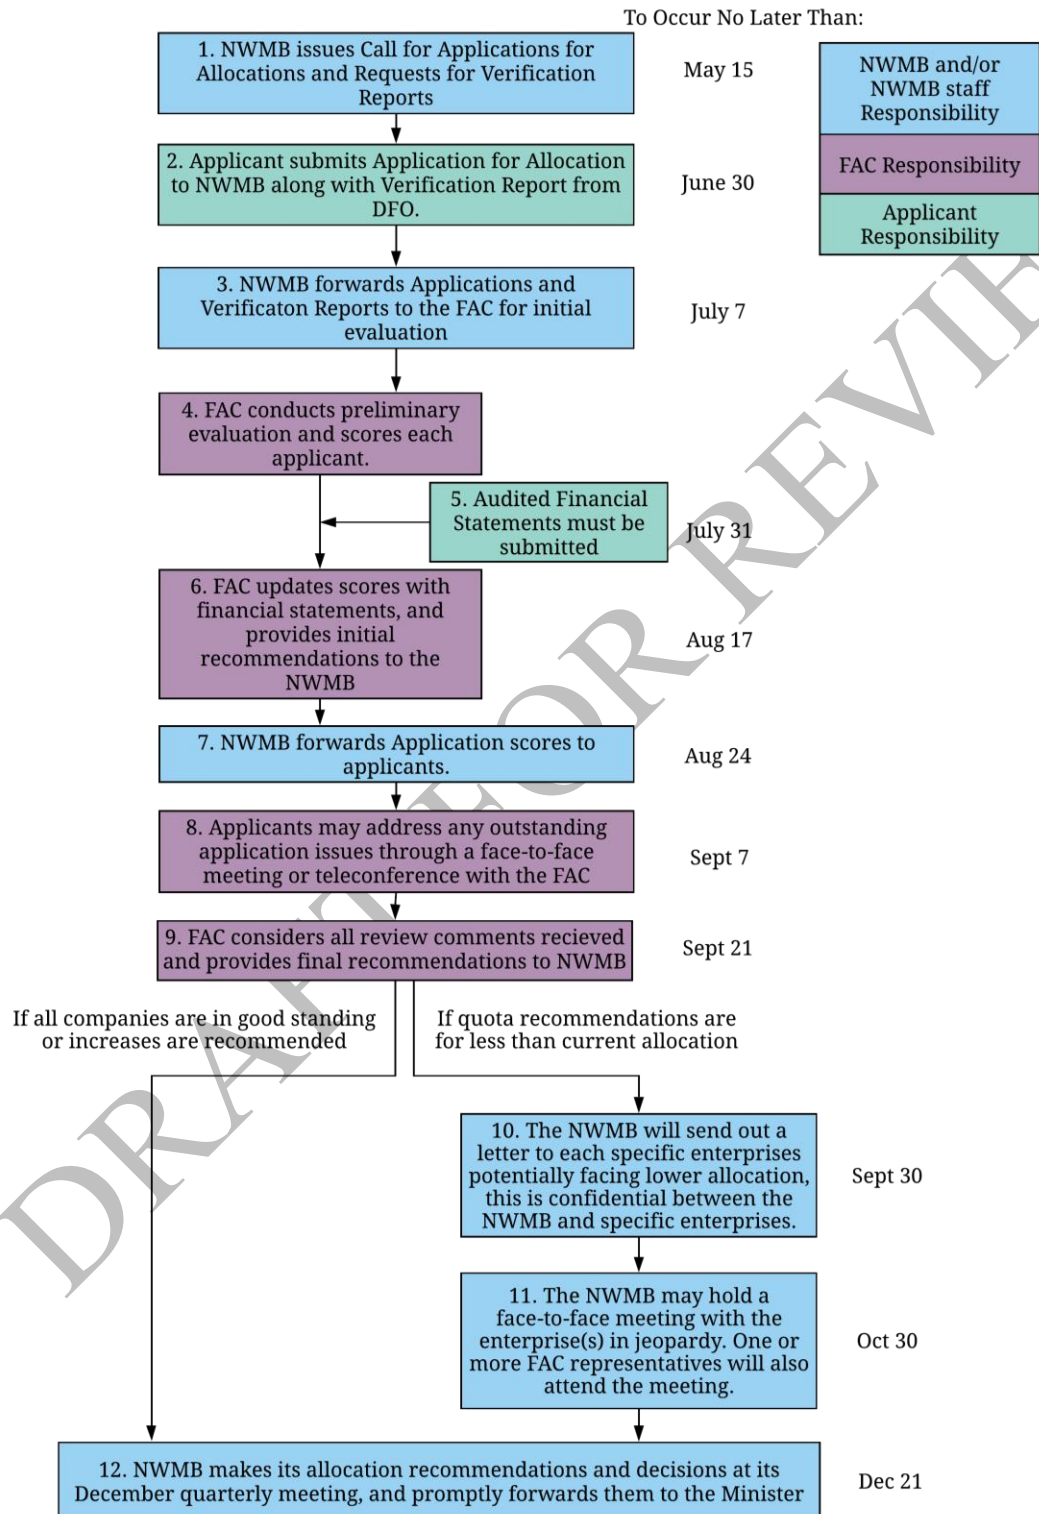 To Occur No Later Than:
1. NWMB issues Call for Applications for
Allocations and Requests for Verification
Reports
May 15
NWMB and/or
NWMB staff
Responsibility
FAC Responsibility
Applicant
Responsibility
2. Applicant submits Application for Allocation
to NWMB along with Verification Report from
DFO.
June 30
3. NWMB forwards Applications and
Verificaton Reports to the FAC for initial
evaluation
July 7
4. FAC conducts preliminary
evaluation and scores each
applicant.
5. Audited Financial
Statements must be
submitted
July 31
6. FAC updates scores with
financial statements, and
provides initial
recommendations to the
NWMB
Aug 17
7. NWMB forwards Application scores to
applicants.
Aug 24
8. Applicants may address any outstanding
application issues through a face-to-face
meeting or teleconference with the FAC
Sept 7
9. FAC considers all review comments recieved
and provides final recommendations to NWMB
Sept 21
If all companies are in good standing
or increases are recommended
If quota recommendations are
for less than current allocation
10. The NWMB will send out a
letter to each specific enterprises
potentially facing lower allocation,
this is confidential between the
NWMB and specific enterprises.
Sept 30
11. The NWMB may hold a
face-to-face meeting with the
enterprise(s) in jeopardy. One or
more FAC representatives will also
attend the meeting.
Oct 30
12. NWMB makes its allocation recommendations and decisions at its
December quarterly meeting, and promptly forwards them to the Minister
Dec 21
DRAFT FOR REVIE